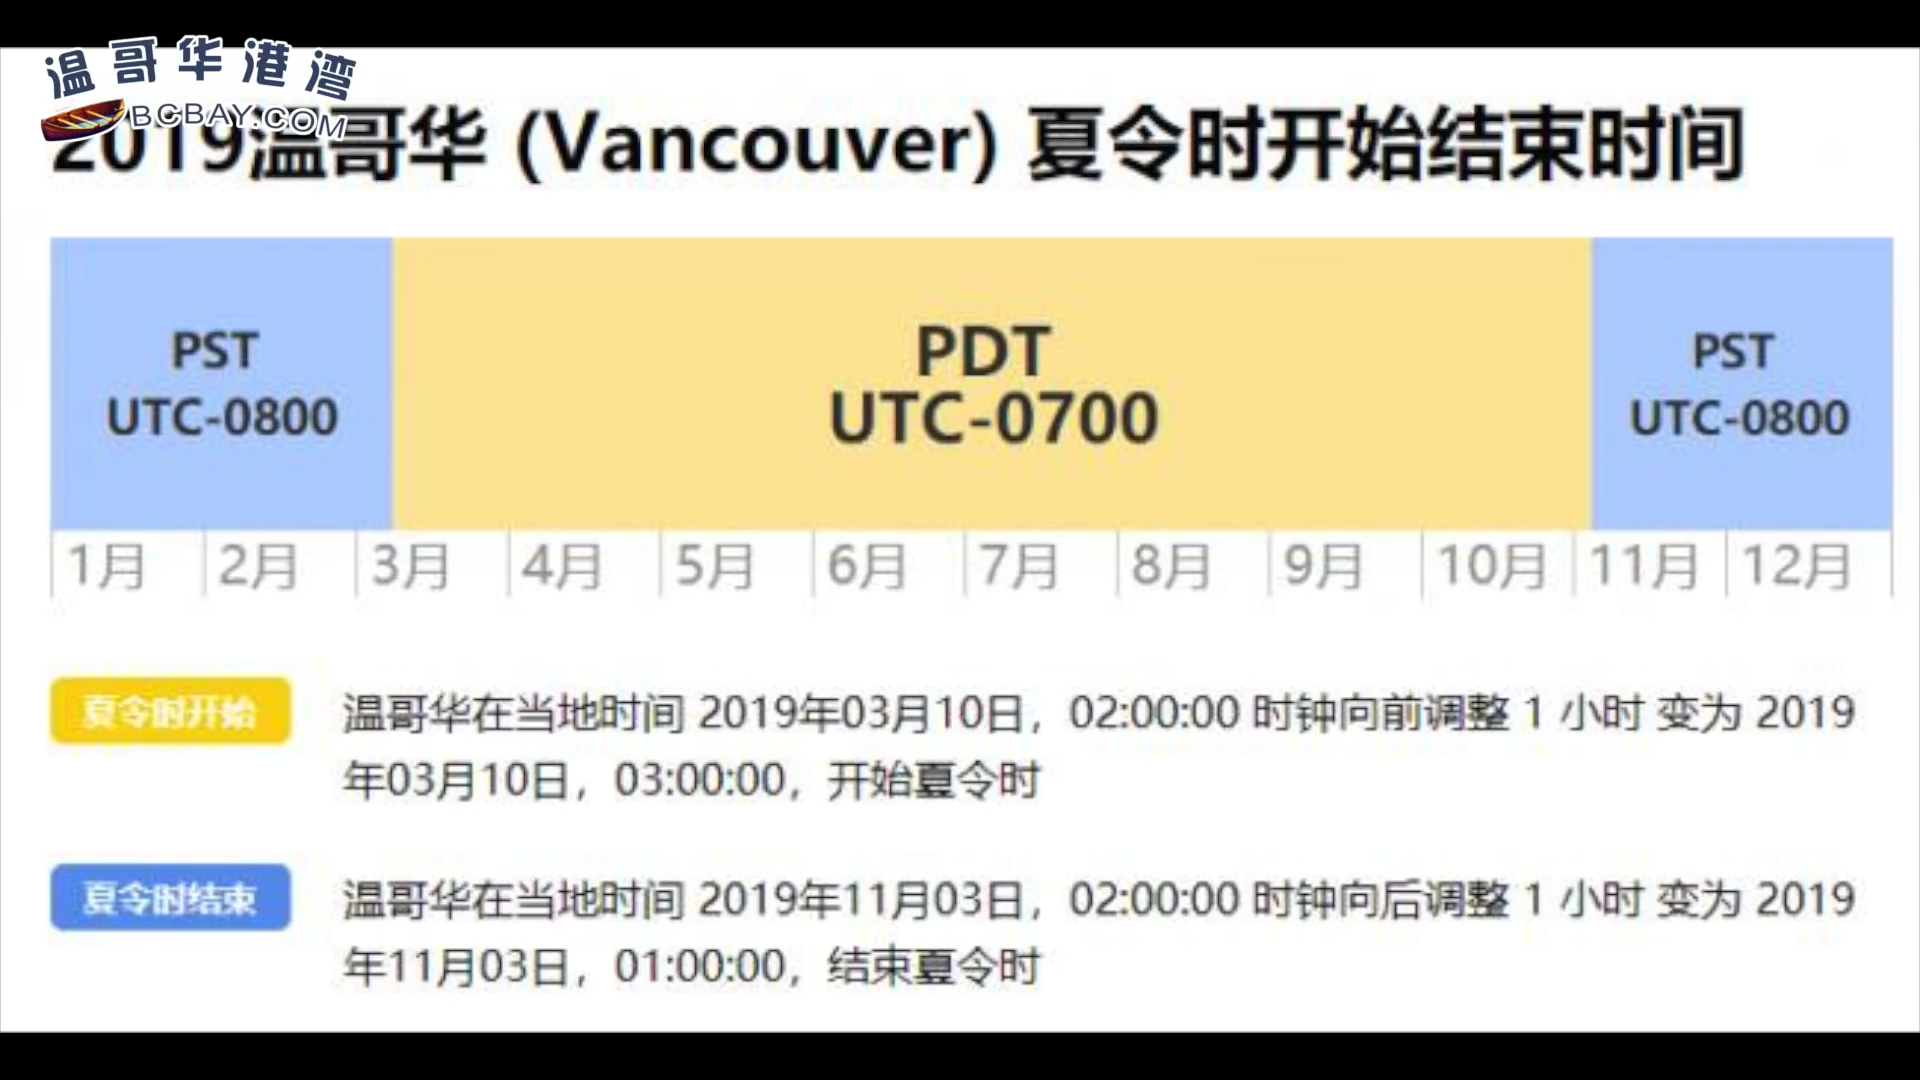 温哥华港湾
BCBAY.COM
2019温哥华 (Vancouver) 夏令时开始结束时间
PST
UTC-0800
PDT
UTC-0700
PST
UTC-0800
1月 2月 3月 4月 5月 6月 7月 8月 9月 10月 11月 12月
夏令时开始
温哥华在当地时间 2019年03月10日，02:00:00 时钟向前调整 1 小时 变为 2019
年03月10日，03:00:00，开始夏令时
夏令时结束
温哥华在当地时间 2019年11月03日，02:00:00 时钟向后调整 1 小时 变为 2019
年11月03日，01:00:00，结束夏令时